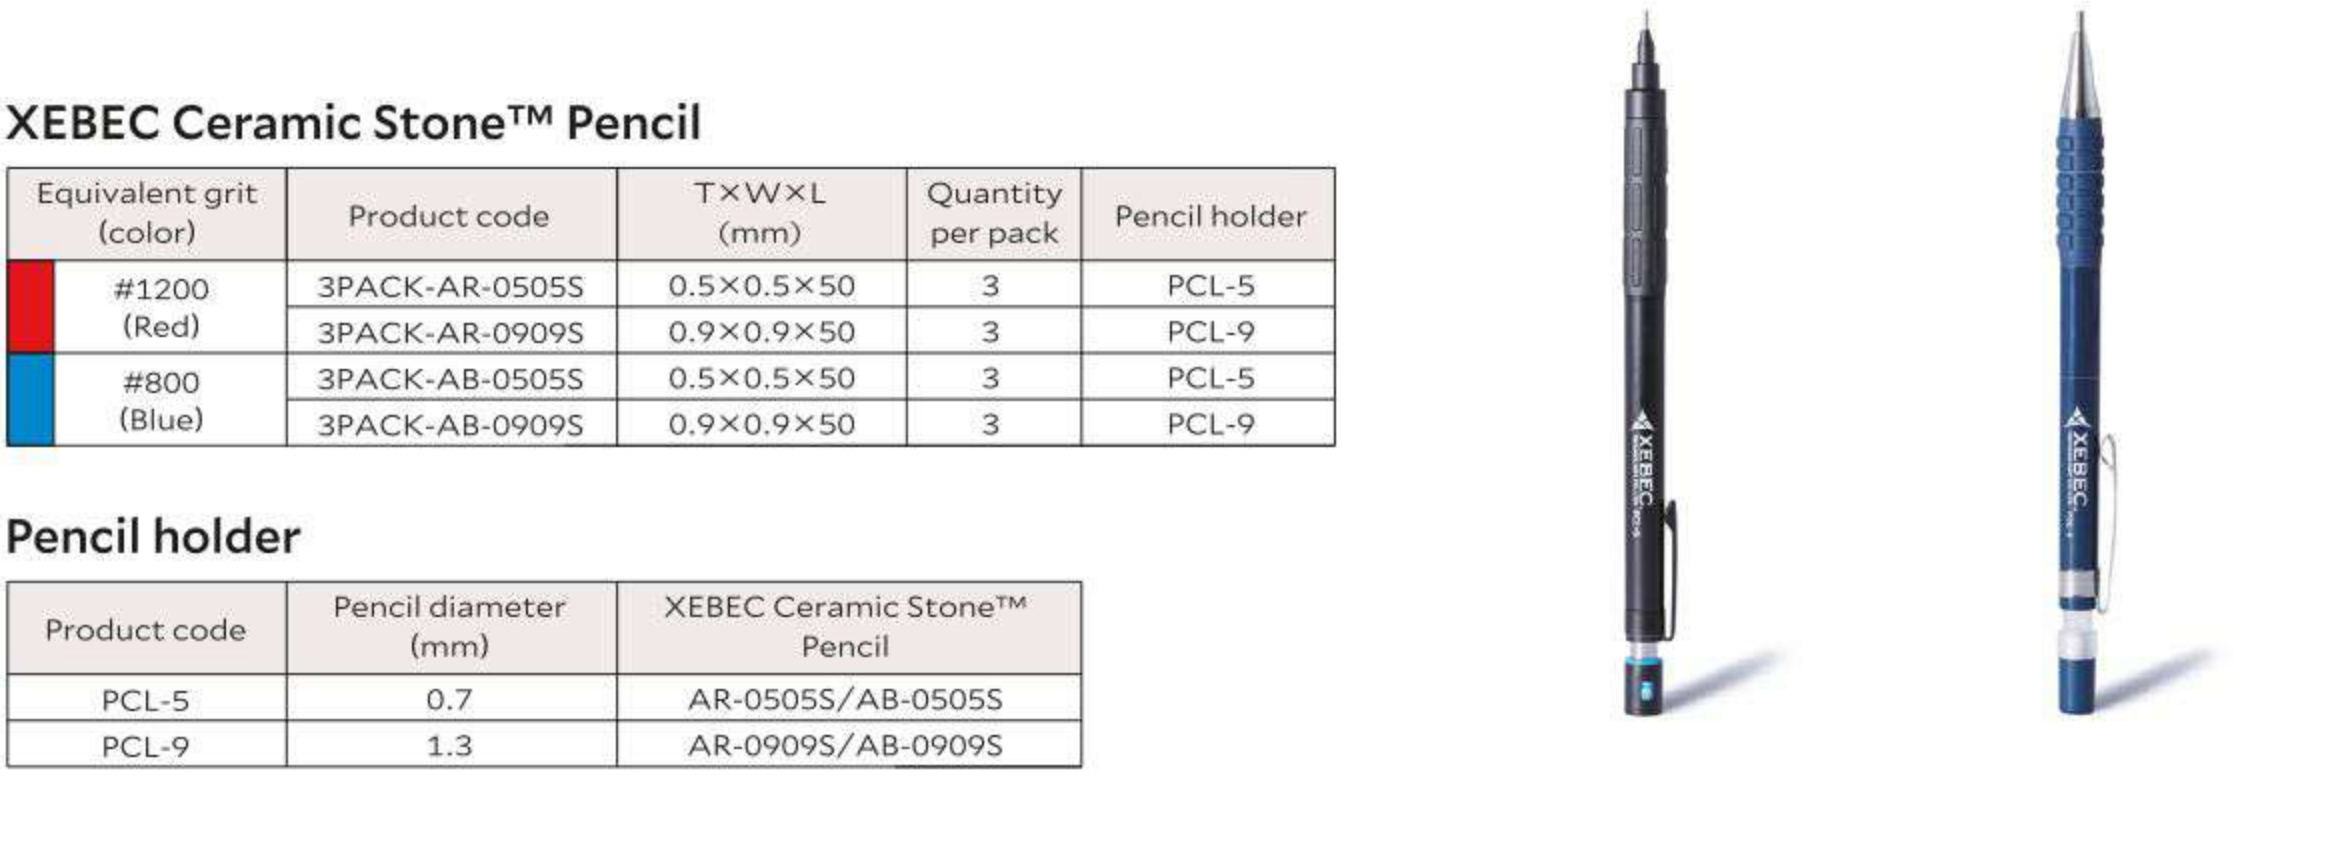 XEBEC Ceramic Stone™ Pencil
Equivalent grit (color) Product code T×W×L (mm) Quantity per pack Pencil holder
#1200 (Red) 3PACK-AR-0505S 0.5×0.5×50 3 PCL-5
3PACK-AR-0909S 0.9×0.9×50 3 PCL-9
#800 (Blue) 3PACK-AB-0505S 0.5×0.5×50 3 PCL-5
3PACK-AB-0909S 0.9×0.9×50 3 PCL-9
Pencil holder
Product code Pencil diameter (mm) XEBEC Ceramic Stone™ Pencil
PCL-5 0.7 AR-0505S/AB-0505S
PCL-9 1.3 AR-0909S/AB-0909S
XEBEC
XEBEC